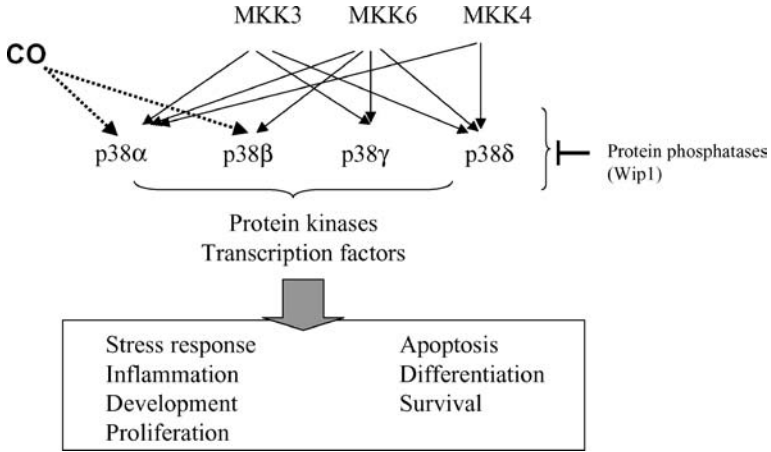 MKK3 MKK6 MKK4
CO
p38α p38β p38γ p38δ
Protein phosphatases
(Wip1)
Protein kinases
Transcription factors
Stress response
Inflammation
Development
Proliferation
Apoptosis
Differentiation
Survival